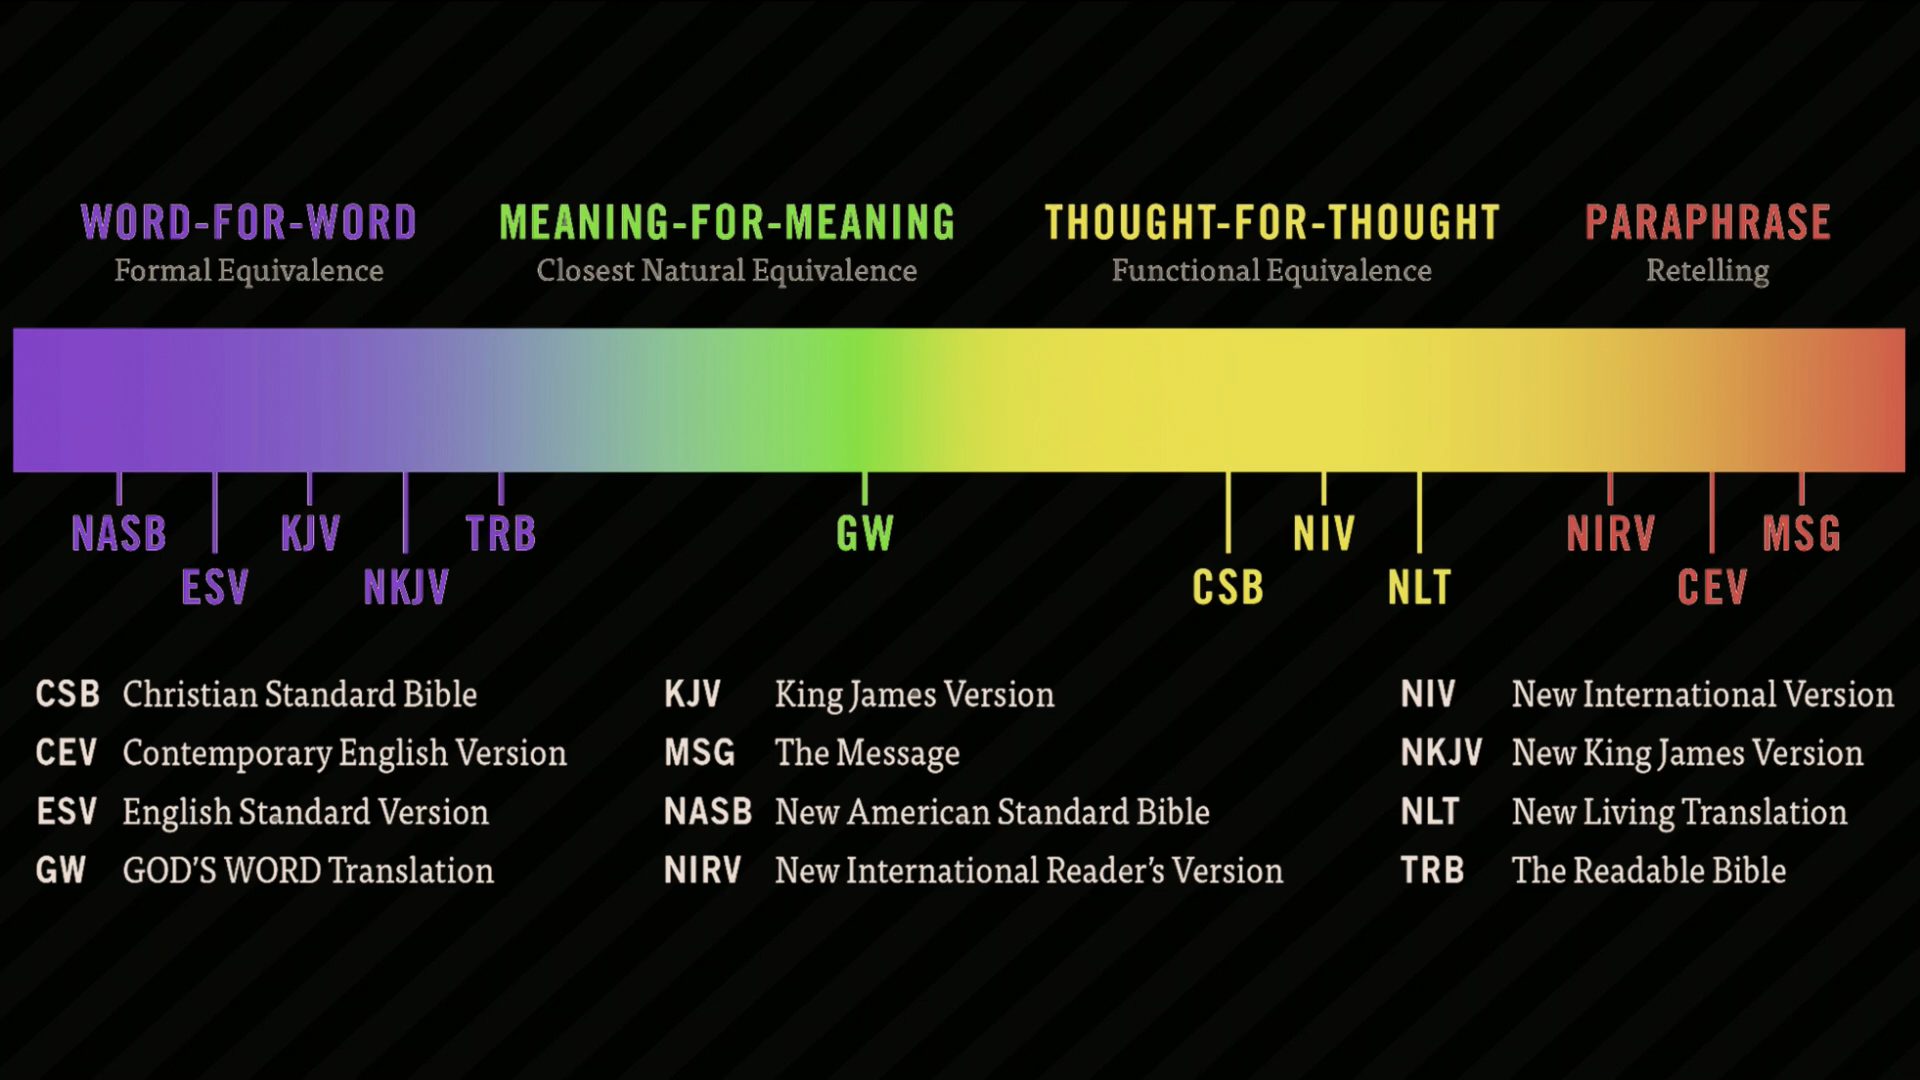 WORD-FOR-WORD
Formal Equivalence
MEANING-FOR-MEANING
Closest Natural Equivalence
THOUGHT-FOR-THOUGHT
Functional Equivalence
PARAPHRASE
Retelling
NASB
ESV
KJV
NKJV
TRB
GW
CSB
NIV
NLT
NIRV
CEV
MSG
CSB Christian Standard Bible
CEV Contemporary English Version
ESV English Standard Version
GW GOD’S WORD Translation
KJV King James Version
MSG The Message
NASB New American Standard Bible
NIRV New International Reader’s Version
NIV New International Version
NKJV New King James Version
NLT New Living Translation
TRB The Readable Bible